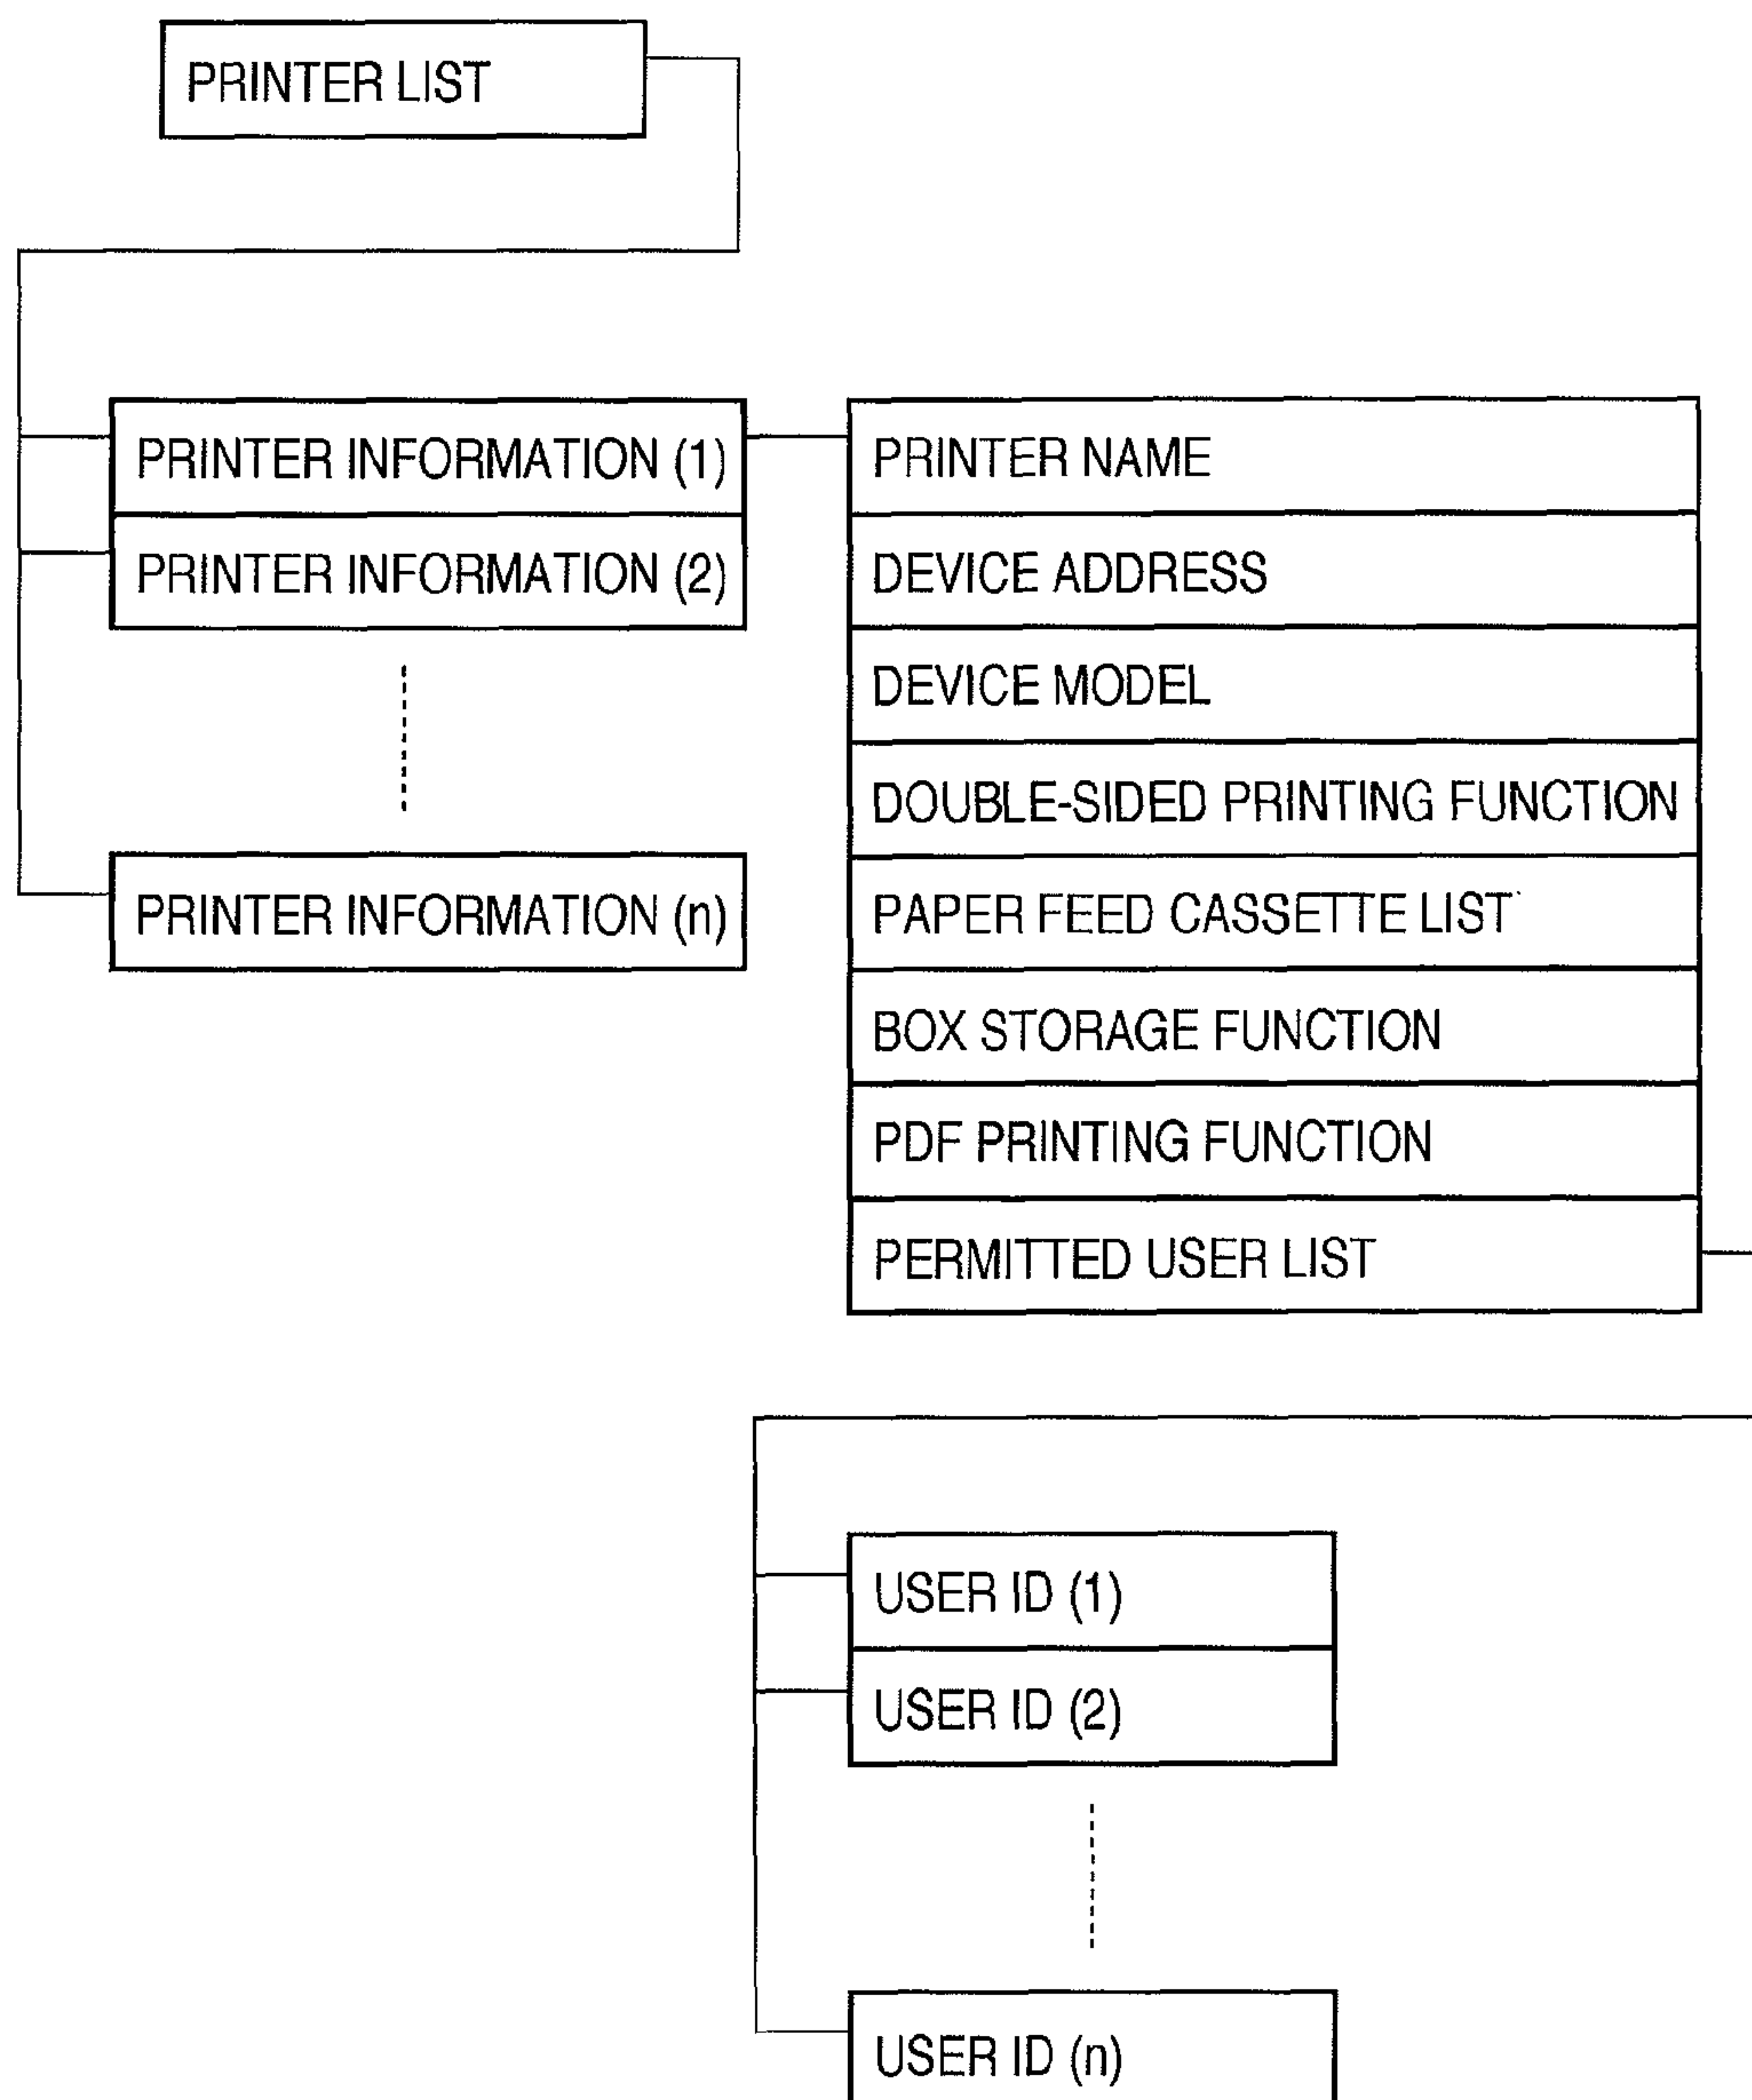 PRINTER LIST
PRINTER INFORMATION (1)
PRINTER INFORMATION (2)
PRINTER INFORMATION (n)
PRINTER NAME
DEVICE ADDRESS
DEVICE MODEL
DOUBLE-SIDED PRINTING FUNCTION
PAPER FEED CASSETTE LIST
BOX STORAGE FUNCTION
PDF PRINTING FUNCTION
PERMITTED USER LIST
USER ID (1)
USER ID (2)
USER ID (n)